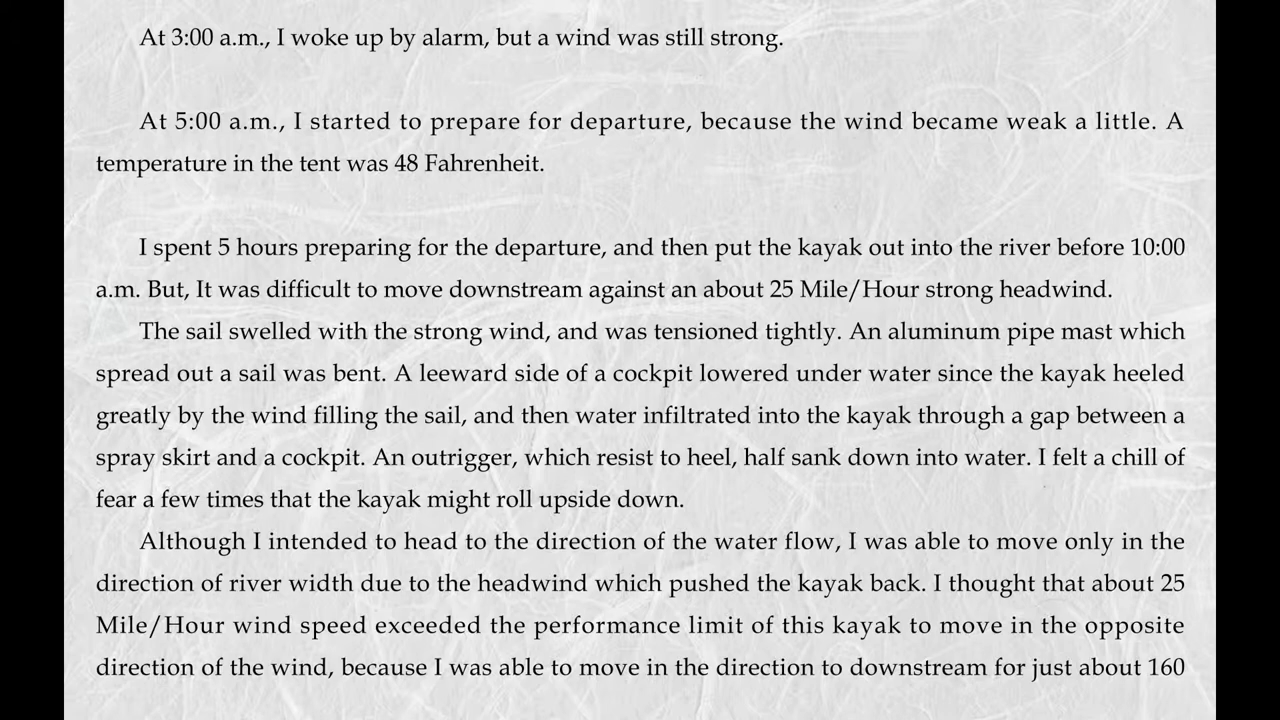 At 3:00 a.m., I woke up by alarm, but a wind was still strong.
At 5:00 a.m., I started to prepare for departure, because the wind became weak a little. A
temperature in the tent was 48 Fahrenheit.
I spent 5 hours preparing for the departure, and then put the kayak out into the river before 10:00
a.m. But, It was difficult to move downstream against an about 25 Mile/Hour strong headwind.
The sail swelled with the strong wind, and was tensioned tightly. An aluminum pipe mast which
spread out a sail was bent. A leeward side of a cockpit lowered under water since the kayak heeled
greatly by the wind filling the sail, and then water infiltrated into the kayak through a gap between a
spray skirt and a cockpit. An outrigger, which resist to heel, half sank down into water. I felt a chill of
fear a few times that the kayak might roll upside down.
Although I intended to head to the direction of the water flow, I was able to move only in the
direction of river width due to the headwind which pushed the kayak back. I thought that about 25
Mile/Hour wind speed exceeded the performance limit of this kayak to move in the opposite
direction of the wind, because I was able to move in the direction to downstream for just about 160